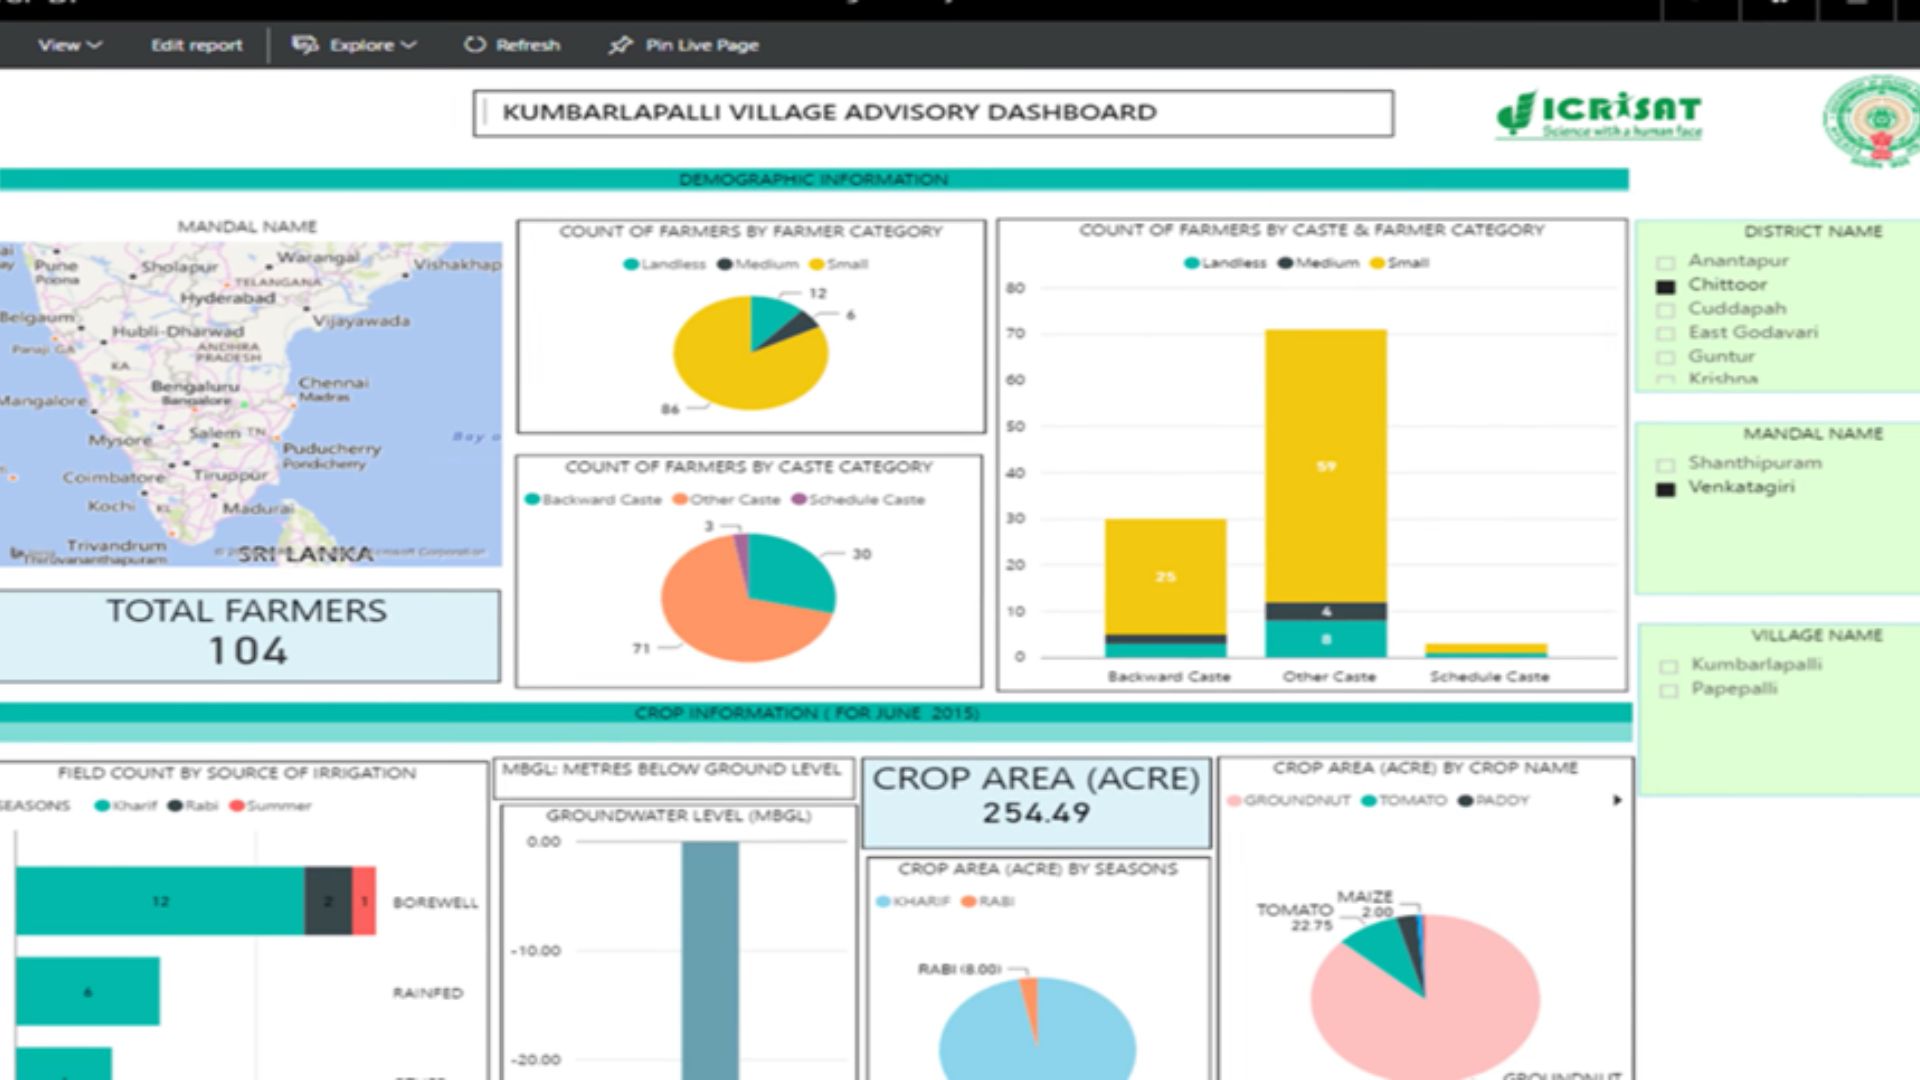 View
Edit report
Explore
Refresh
Pin Live Page
KUMBARLAPALLI VILLAGE ADVISORY DASHBOARD
ICRISAT
Science with a human face
DEMOGRAPHIC INFORMATION
MANDAL NAME
Pune
Poona
Sholapur
Warangal
Vishakhap
TELANGANA
Hyderabad
Belgaum
Vijayawada
Hubli-Dharwad
Panaji GA
ANDHRA
PRADESH
KA
Bengaluru
Bangalore
Chennai
Madras
Mangalore
Mysore
Salem TN
Puducherry
Pondicherry
Bay o
Coimbatore
Tiruppur
Kochi
KL
Madurai
Trivandrum
Thiruvananthapuram
SRI LANKA
Corporation
TOTAL FARMERS
104
COUNT OF FARMERS BY FARMER CATEGORY
Landless Medium Small
12
6
86
COUNT OF FARMERS BY CASTE CATEGORY
Backward Caste Other Caste Schedule Caste
3
30
71
COUNT OF FARMERS BY CASTE & FARMER CATEGORY
Landless Medium Small
80
70
60
50
40
30
20
10
0
25
59
4
8
Backward Caste Other Caste Schedule Caste
DISTRICT NAME
Anantapur
Chittoor
Cuddapah
East Godavari
Guntur
Krishna
MANDAL NAME
Shanthipuram
Venkatagiri
VILLAGE NAME
Kumbarlapalli
Papepalli
CROP INFORMATION ( FOR JUNE 2015)
FIELD COUNT BY SOURCE OF IRRIGATION
SEASONS Kharif Rabi Summer
12 2 1 BOREWELL
6 RAINFED
MBGL: METRES BELOW GROUND LEVEL
GROUNDWATER LEVEL (MBGL)
0.00
-10.00
-20.00
CROP AREA (ACRE)
254.49
CROP AREA (ACRE) BY SEASONS
KHARIF RABI
RABI (8.00)
CROP AREA (ACRE) BY CROP NAME
GROUNDNUT TOMATO PADDY
MAIZE
2.00
TOMATO
22.75
GROUNDNUT